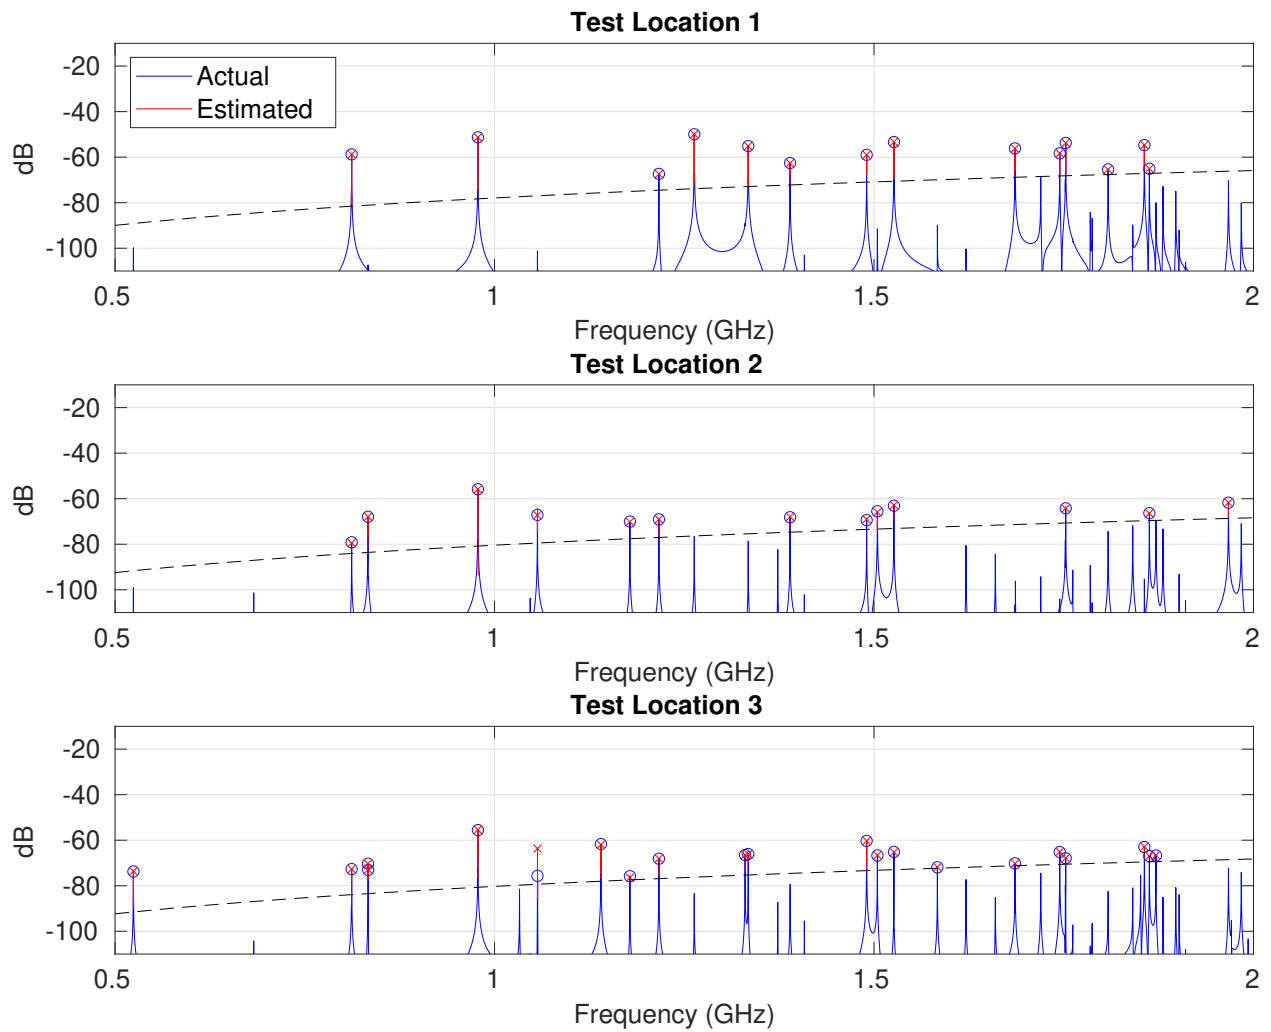 Test Location 1
-20
-40
-60
-80
-100
dB
Actual
Estimated
0.5
1
1.5
2
Frequency (GHz)
Test Location 2
-20
-40
-60
-80
-100
dB
0.5
1
1.5
2
Frequency (GHz)
Test Location 3
-20
-40
-60
-80
-100
dB
0.5
1
1.5
2
Frequency (GHz)